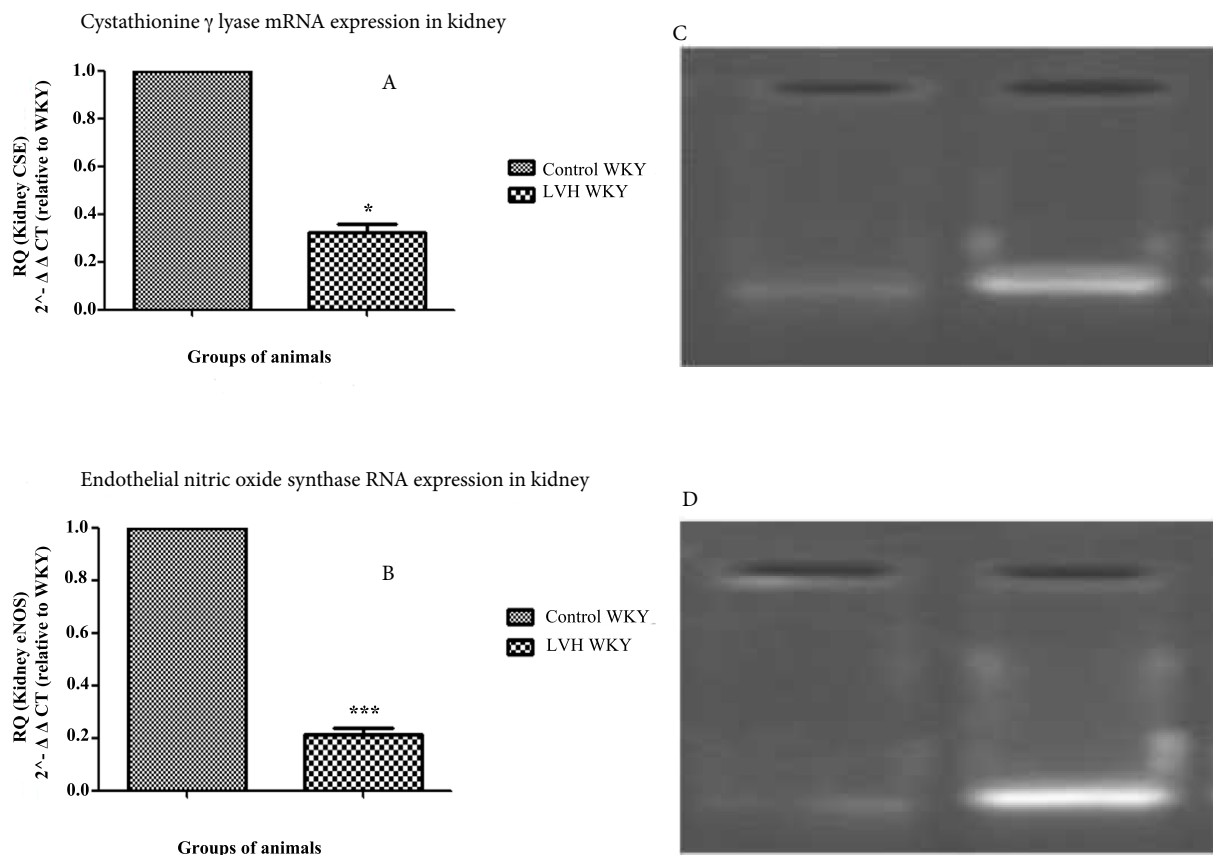 Cystathionine γ lyase mRNA expression in kidney
RQ (Kidney CSE)
2^- Δ Δ CT (relative to WKY)
1.0
0.8
0.6
0.4
0.2
0.0
A
*
Control WKY
LVH WKY
Groups of animals
C
Endothelial nitric oxide synthase RNA expression in kidney
RQ (Kidney eNOS)
2^- Δ Δ CT (relative to WKY)
1.0
0.8
0.6
0.4
0.2
0.0
B
***
Control WKY
LVH WKY
Groups of animals
D